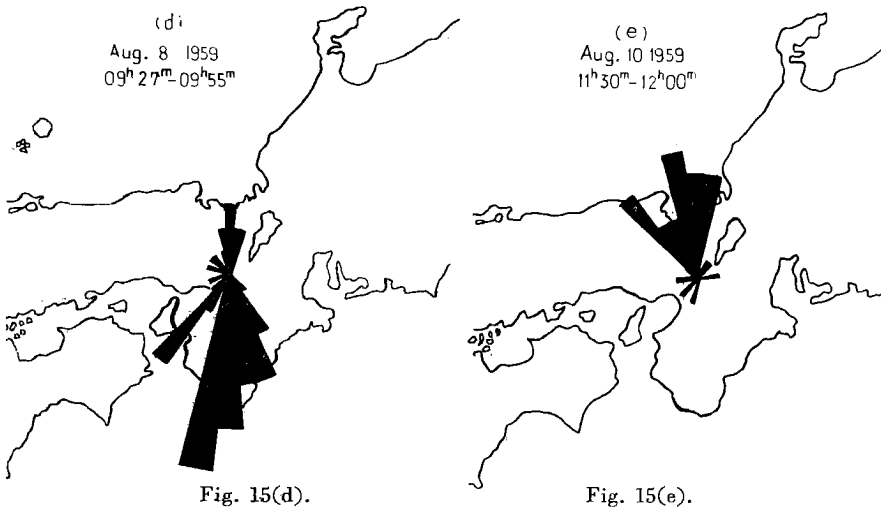 (d)
Aug. 8 1959
09h 27m-09h 55m
Fig. 15(d).
(e)
Aug. 10 1959
11h 30m-12h 00m
Fig. 15(e).